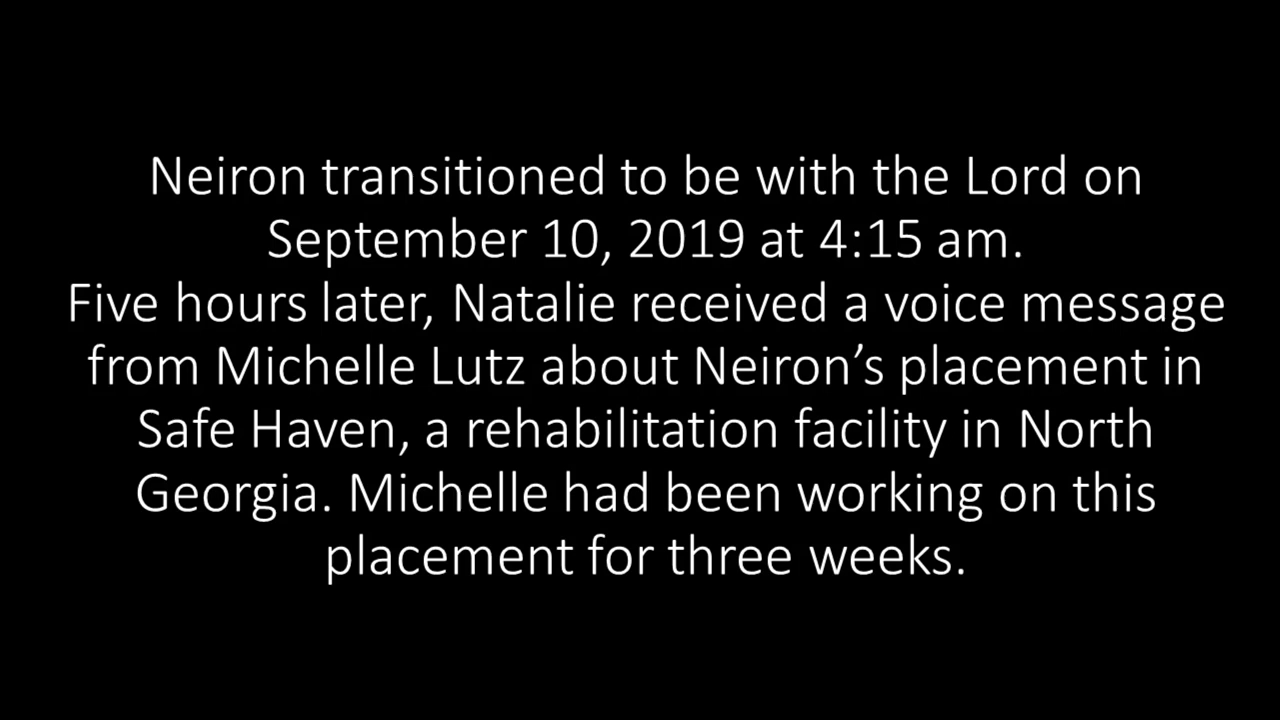 Neiron transitioned to be with the Lord on
September 10, 2019 at 4:15 am.
Five hours later, Natalie received a voice message
from Michelle Lutz about Neiron’s placement in
Safe Haven, a rehabilitation facility in North
Georgia. Michelle had been working on this
placement for three weeks.